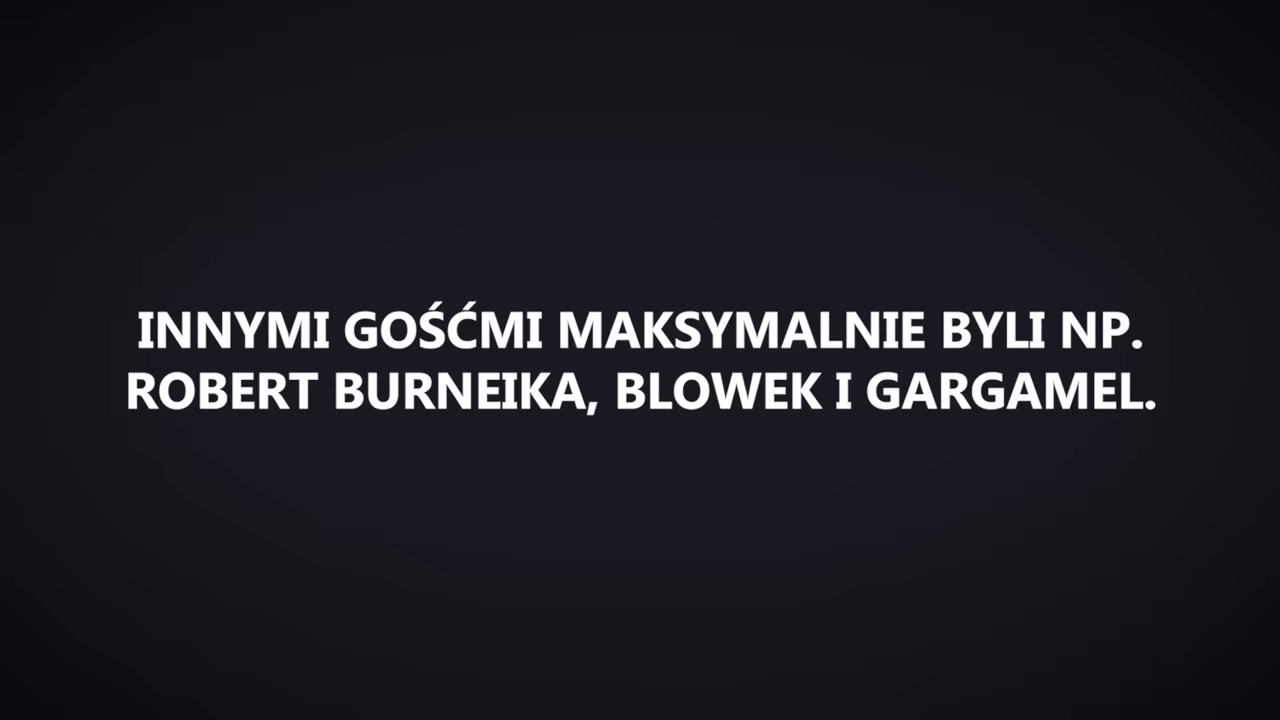 INNYMI GOŚĆMI MAKSYMALNIE BYLI NP.
ROBERT BURNEIKA, BLOWEK I GARGAMEL.